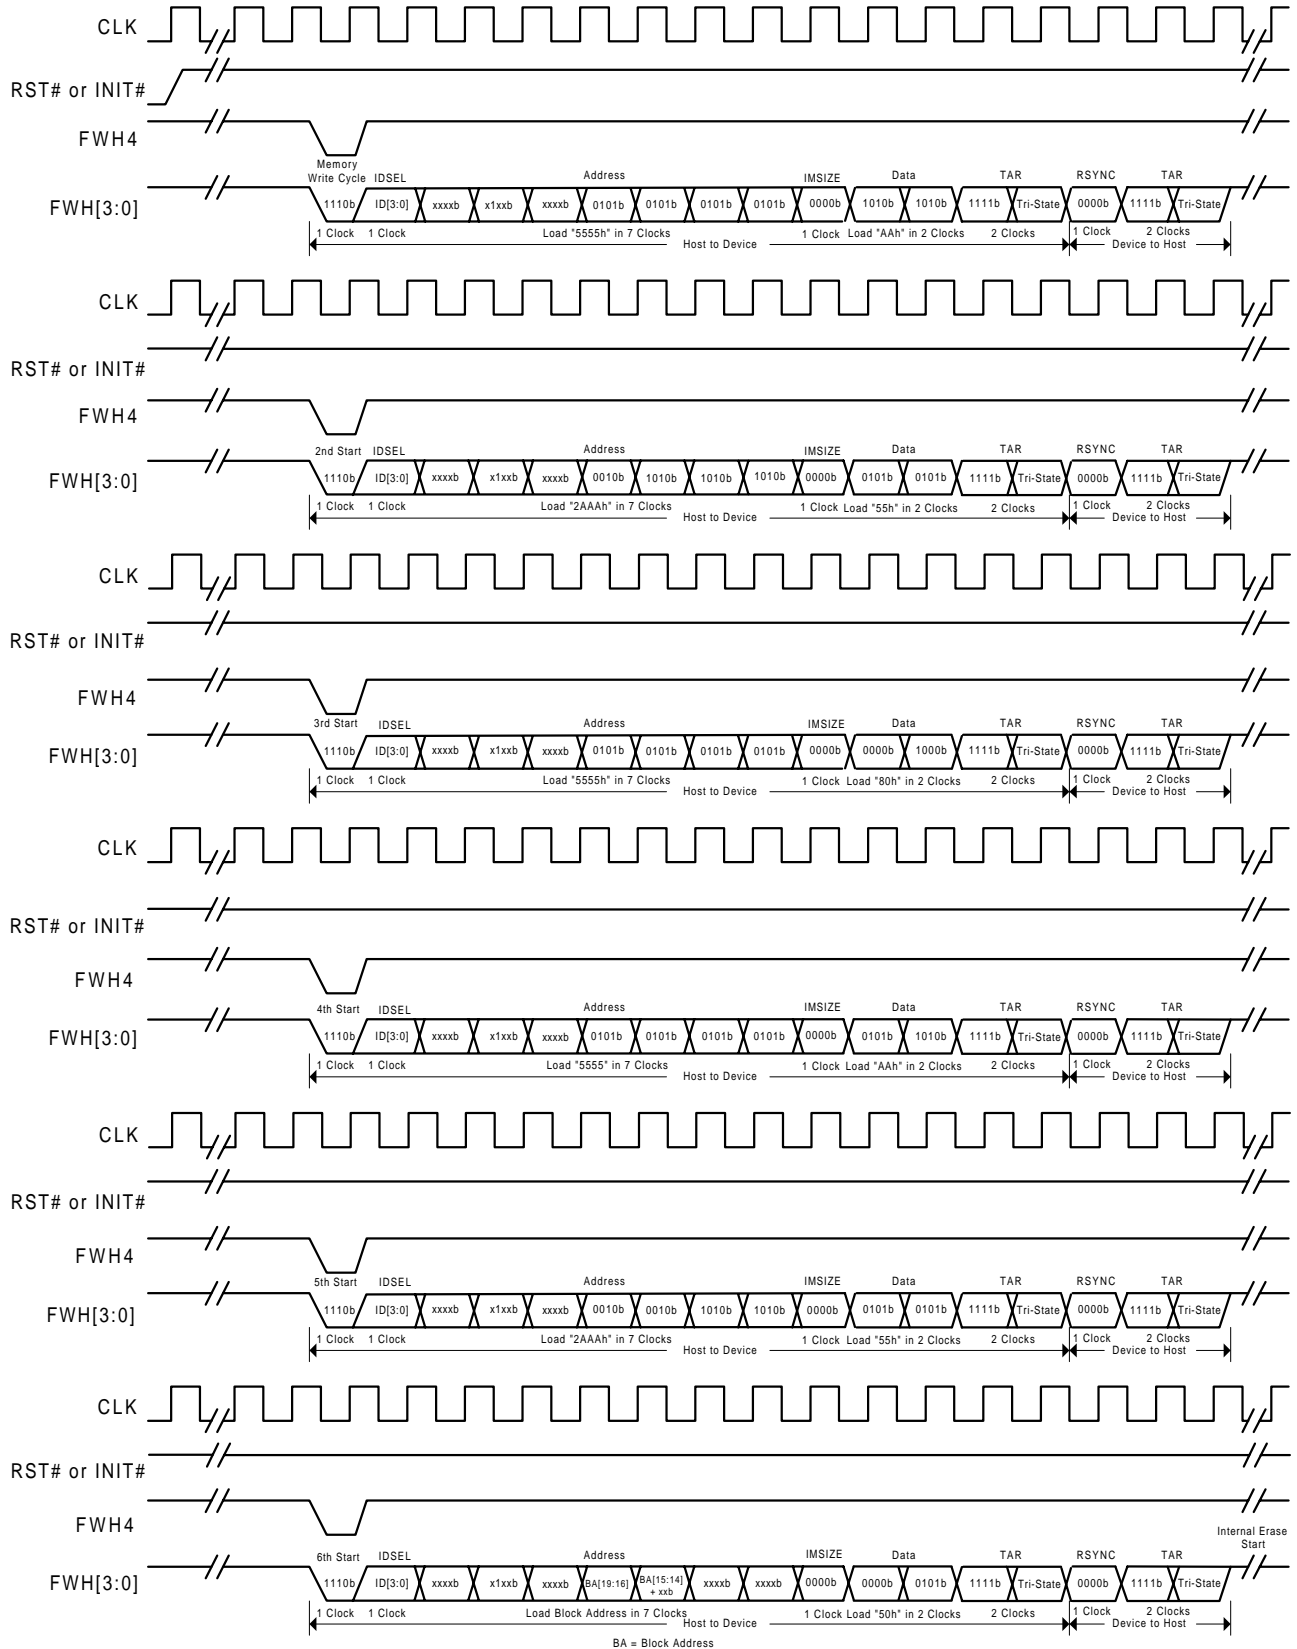 CLK
RST# or INIT#
FWH4
Memory
Write Cycle IDSEL Address IMSIZE Data TAR RSYNC TAR
FWH[3:0] 1110b ID[3:0] xxxxb x1xxb xxxxb 0101b 0101b 0101b 0101b 0000b 1010b 1010b 1111b Tri-State 0000b 1111b Tri-State
1 Clock 1 Clock Load "5555h" in 7 Clocks 1 Clock Load "AAh" in 2 Clocks 2 Clocks 1 Clock 2 Clocks
Host to Device Device to Host
CLK
RST# or INIT#
FWH4
2nd Start IDSEL Address IMSIZE Data TAR RSYNC TAR
FWH[3:0] 1110b ID[3:0] xxxxb x1xxb xxxxb 0010b 1010b 1010b 1010b 0000b 0101b 0101b 1111b Tri-State 0000b 1111b Tri-State
1 Clock 1 Clock Load "2AAAh" in 7 Clocks 1 Clock Load "55h" in 2 Clocks 2 Clocks 1 Clock 2 Clocks
Host to Device Device to Host
CLK
RST# or INIT#
FWH4
3rd Start IDSEL Address IMSIZE Data TAR RSYNC TAR
FWH[3:0] 1110b ID[3:0] xxxxb x1xxb xxxxb 0101b 0101b 0101b 0101b 0000b 0000b 1000b 1111b Tri-State 0000b 1111b Tri-State
1 Clock 1 Clock Load "5555h" in 7 Clocks 1 Clock Load "80h" in 2 Clocks 2 Clocks 1 Clock 2 Clocks
Host to Device Device to Host
CLK
RST# or INIT#
FWH4
4th Start IDSEL Address IMSIZE Data TAR RSYNC TAR
FWH[3:0] 1110b ID[3:0] xxxxb x1xxb xxxxb 0101b 0101b 0101b 0101b 0000b 0101b 1010b 1111b Tri-State 0000b 1111b Tri-State
1 Clock 1 Clock Load "5555" in 7 Clocks 1 Clock Load "AAh" in 2 Clocks 2 Clocks 1 Clock 2 Clocks
Host to Device Device to Host
CLK
RST# or INIT#
FWH4
5th Start IDSEL Address IMSIZE Data TAR RSYNC TAR
FWH[3:0] 1110b ID[3:0] xxxxb x1xxb xxxxb 0010b 0010b 1010b 1010b 0000b 0101b 0101b 1111b Tri-State 0000b 1111b Tri-State
1 Clock 1 Clock Load "2AAAh" in 7 Clocks 1 Clock Load "55h" in 2 Clocks 2 Clocks 1 Clock 2 Clocks
Host to Device Device to Host
CLK
RST# or INIT#
FWH4
Internal Erase
Start
6th Start IDSEL Address IMSIZE Data TAR RSYNC TAR
FWH[3:0] 1110b ID[3:0] xxxxb x1xxb xxxxb BA[19:16] BA[15:14] + xxb xxxxb xxxxb 0000b 0000b 0101b 1111b Tri-State 0000b 1111b Tri-State
1 Clock 1 Clock Load Block Address in 7 Clocks 1 Clock Load "50h" in 2 Clocks 2 Clocks 1 Clock 2 Clocks
Host to Device Device to Host
BA = Block Address